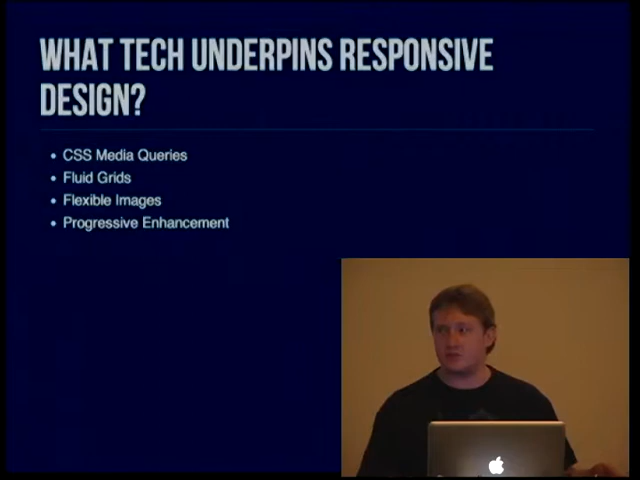 WHAT TECH UNDERPINS RESPONSIVE
DESIGN?
• CSS Media Queries
• Fluid Grids
• Flexible Images
• Progressive Enhancement